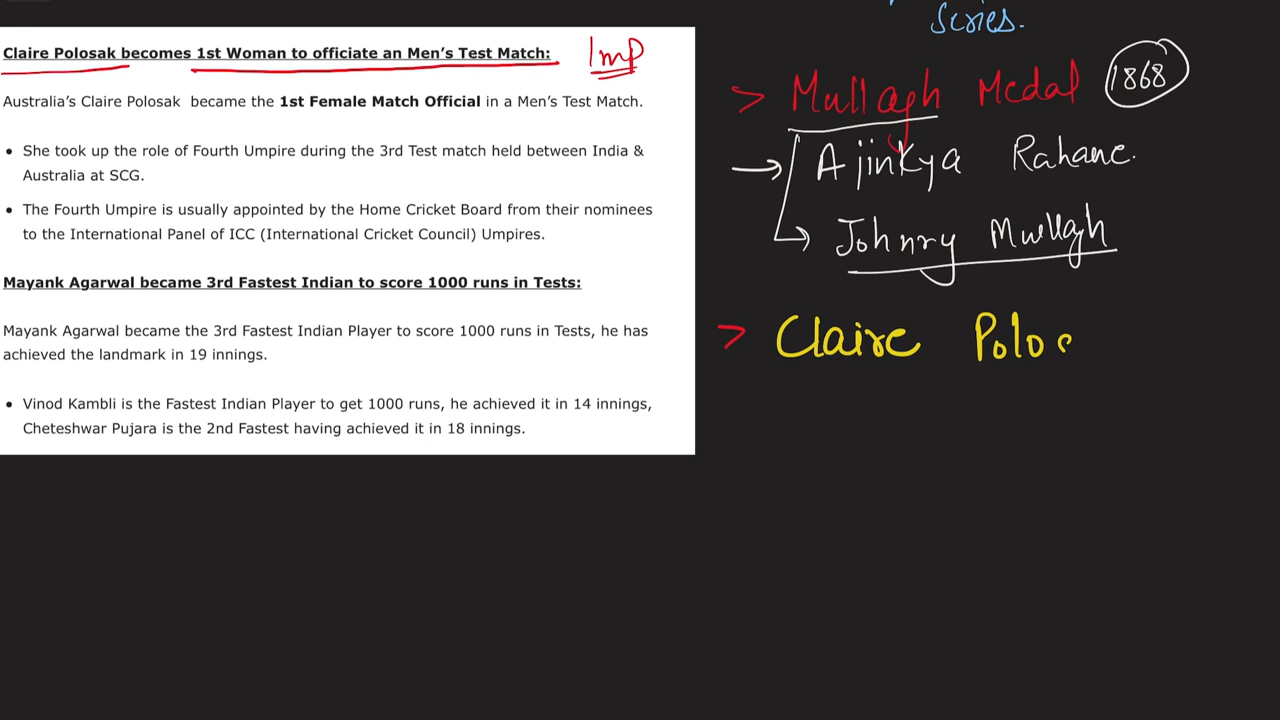 Claire Polosak becomes 1st Woman to officiate an Men's Test Match:
Imp
Australia's Claire Polosak became the 1st Female Match Official in a Men's Test Match.
• She took up the role of Fourth Umpire during the 3rd Test match held between India &
Australia at SCG.
• The Fourth Umpire is usually appointed by the Home Cricket Board from their nominees
to the International Panel of ICC (International Cricket Council) Umpires.
Mayank Agarwal became 3rd Fastest Indian to score 1000 runs in Tests:
Mayank Agarwal became the 3rd Fastest Indian Player to score 1000 runs in Tests, he has
achieved the landmark in 19 innings.
• Vinod Kambli is the Fastest Indian Player to get 1000 runs, he achieved it in 14 innings,
Cheteshwar Pujara is the 2nd Fastest having achieved it in 18 innings.
Series.
> Mullagh Medal 1868
→ Ajinkya Rahane.
→ Johnny Mullagh
> Claire Polos